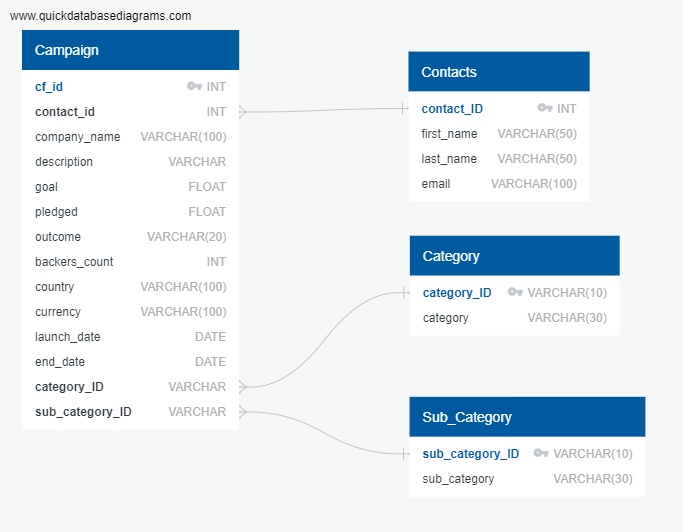 www.quickdatabasediagrams.com
Campaign
cf_id INT
contact_id INT
company_name VARCHAR(100)
description VARCHAR
goal FLOAT
pledged FLOAT
outcome VARCHAR(20)
backers_count INT
country VARCHAR(100)
currency VARCHAR(100)
launch_date DATE
end_date DATE
category_ID VARCHAR
sub_category_ID VARCHAR
Contacts
contact_ID INT
first_name VARCHAR(50)
last_name VARCHAR(50)
email VARCHAR(100)
Category
category_ID VARCHAR(10)
category VARCHAR(30)
Sub_Category
sub_category_ID VARCHAR(10)
sub_category VARCHAR(30)